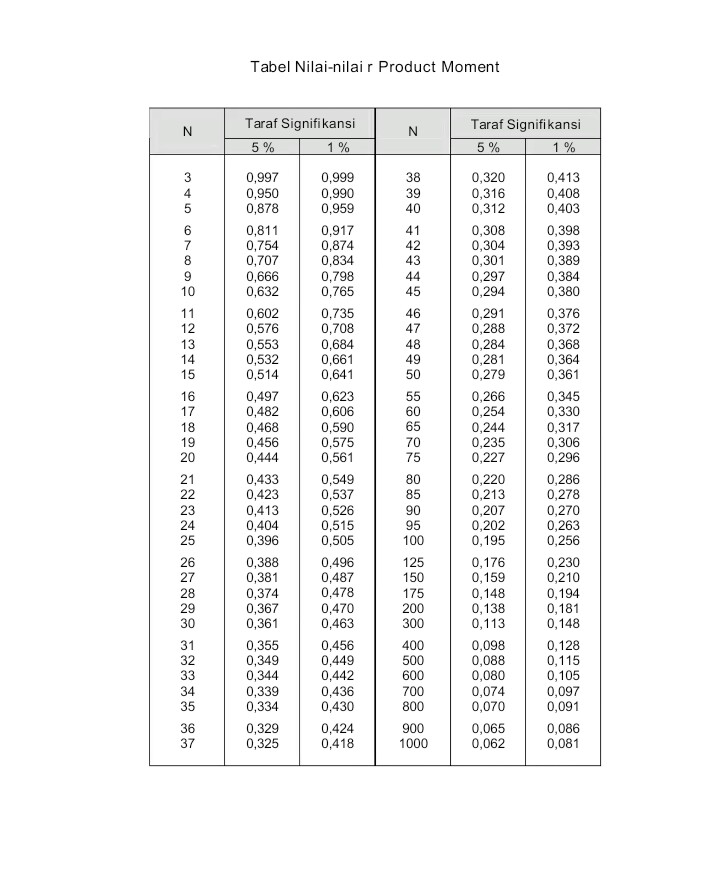 Tabel Nilai-nilai r Product Moment
N Taraf Signifikansi N Taraf Signifikansi
5 % 1 % 5 % 1 %
3 0,997 0,999 38 0,320 0,413
4 0,950 0,990 39 0,316 0,408
5 0,878 0,959 40 0,312 0,403
6 0,811 0,917 41 0,308 0,398
7 0,754 0,874 42 0,304 0,393
8 0,707 0,834 43 0,301 0,389
9 0,666 0,798 44 0,297 0,384
10 0,632 0,765 45 0,294 0,380
11 0,602 0,735 46 0,291 0,376
12 0,576 0,708 47 0,288 0,372
13 0,553 0,684 48 0,284 0,368
14 0,532 0,661 49 0,281 0,364
15 0,514 0,641 50 0,279 0,361
16 0,497 0,623 55 0,266 0,345
17 0,482 0,606 60 0,254 0,330
18 0,468 0,590 65 0,244 0,317
19 0,456 0,575 70 0,235 0,306
20 0,444 0,561 75 0,227 0,296
21 0,433 0,549 80 0,220 0,286
22 0,423 0,537 85 0,213 0,278
23 0,413 0,526 90 0,207 0,270
24 0,404 0,515 95 0,202 0,263
25 0,396 0,505 100 0,195 0,256
26 0,388 0,496 125 0,176 0,230
27 0,381 0,487 150 0,159 0,210
28 0,374 0,478 175 0,148 0,194
29 0,367 0,470 200 0,138 0,181
30 0,361 0,463 300 0,113 0,148
31 0,355 0,456 400 0,098 0,128
32 0,349 0,449 500 0,088 0,115
33 0,344 0,442 600 0,080 0,105
34 0,339 0,436 700 0,074 0,097
35 0,334 0,430 800 0,070 0,091
36 0,329 0,424 900 0,065 0,086
37 0,325 0,418 1000 0,062 0,081